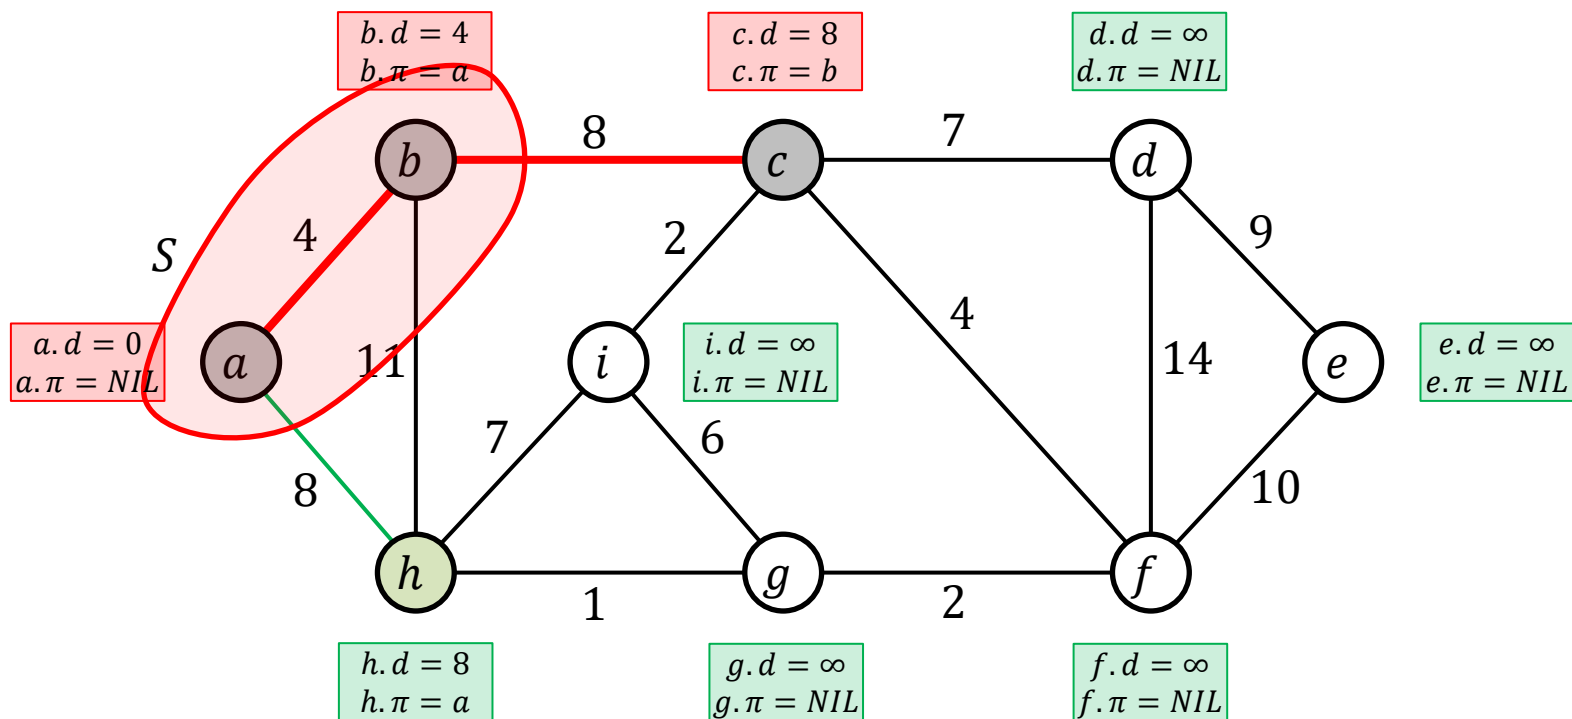 b.d = 4
b.π = a
c.d = 8
c.π = b
d.d = ∞
d.π = NIL
8
7
b
c
d
S
4
2
9
a.d = 0
a.π = NIL
a
11
i
i.d = ∞
i.π = NIL
4
14
e
e.d = ∞
e.π = NIL
8
7
6
10
h
g
f
1
2
h.d = 8
h.π = a
g.d = ∞
g.π = NIL
f.d = ∞
f.π = NIL